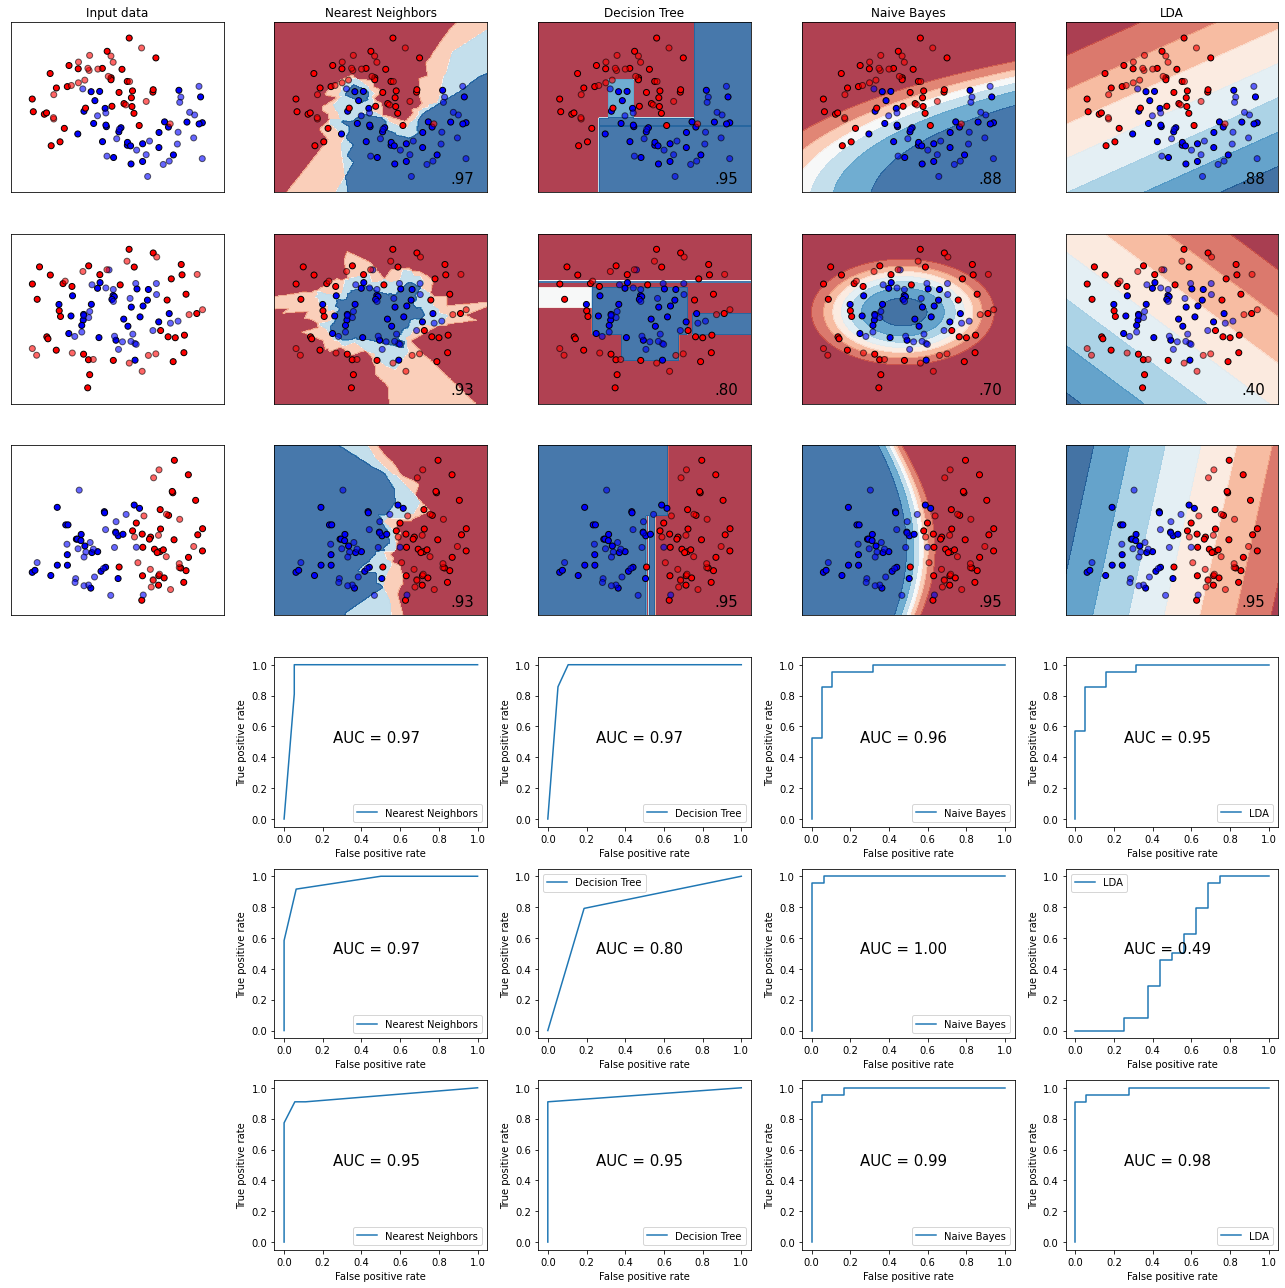 Input data
Nearest Neighbors
Decision Tree
Naive Bayes
LDA
.97
.95
.88
.88
.93
.80
.70
.40
.93
.95
.95
.95
True positive rate
1.0
0.8
0.6
0.4
0.2
0.0
AUC = 0.97
Nearest Neighbors
0.0 0.2 0.4 0.6 0.8 1.0
False positive rate
True positive rate
1.0
0.8
0.6
0.4
0.2
0.0
AUC = 0.97
Decision Tree
0.0 0.2 0.4 0.6 0.8 1.0
False positive rate
True positive rate
1.0
0.8
0.6
0.4
0.2
0.0
AUC = 0.96
Naive Bayes
0.0 0.2 0.4 0.6 0.8 1.0
False positive rate
True positive rate
1.0
0.8
0.6
0.4
0.2
0.0
AUC = 0.95
LDA
0.0 0.2 0.4 0.6 0.8 1.0
False positive rate
True positive rate
1.0
0.8
0.6
0.4
0.2
0.0
AUC = 0.97
Nearest Neighbors
0.0 0.2 0.4 0.6 0.8 1.0
False positive rate
True positive rate
1.0
0.8
0.6
0.4
0.2
0.0
Decision Tree
AUC = 0.80
0.0 0.2 0.4 0.6 0.8 1.0
False positive rate
True positive rate
1.0
0.8
0.6
0.4
0.2
0.0
AUC = 1.00
Naive Bayes
0.0 0.2 0.4 0.6 0.8 1.0
False positive rate
True positive rate
1.0
0.8
0.6
0.4
0.2
0.0
LDA
AUC = 0.49
0.0 0.2 0.4 0.6 0.8 1.0
False positive rate
True positive rate
1.0
0.8
0.6
0.4
0.2
0.0
AUC = 0.95
Nearest Neighbors
0.0 0.2 0.4 0.6 0.8 1.0
False positive rate
True positive rate
1.0
0.8
0.6
0.4
0.2
0.0
AUC = 0.95
Decision Tree
0.0 0.2 0.4 0.6 0.8 1.0
False positive rate
True positive rate
1.0
0.8
0.6
0.4
0.2
0.0
AUC = 0.99
Naive Bayes
0.0 0.2 0.4 0.6 0.8 1.0
False positive rate
True positive rate
1.0
0.8
0.6
0.4
0.2
0.0
AUC = 0.98
LDA
0.0 0.2 0.4 0.6 0.8 1.0
False positive rate